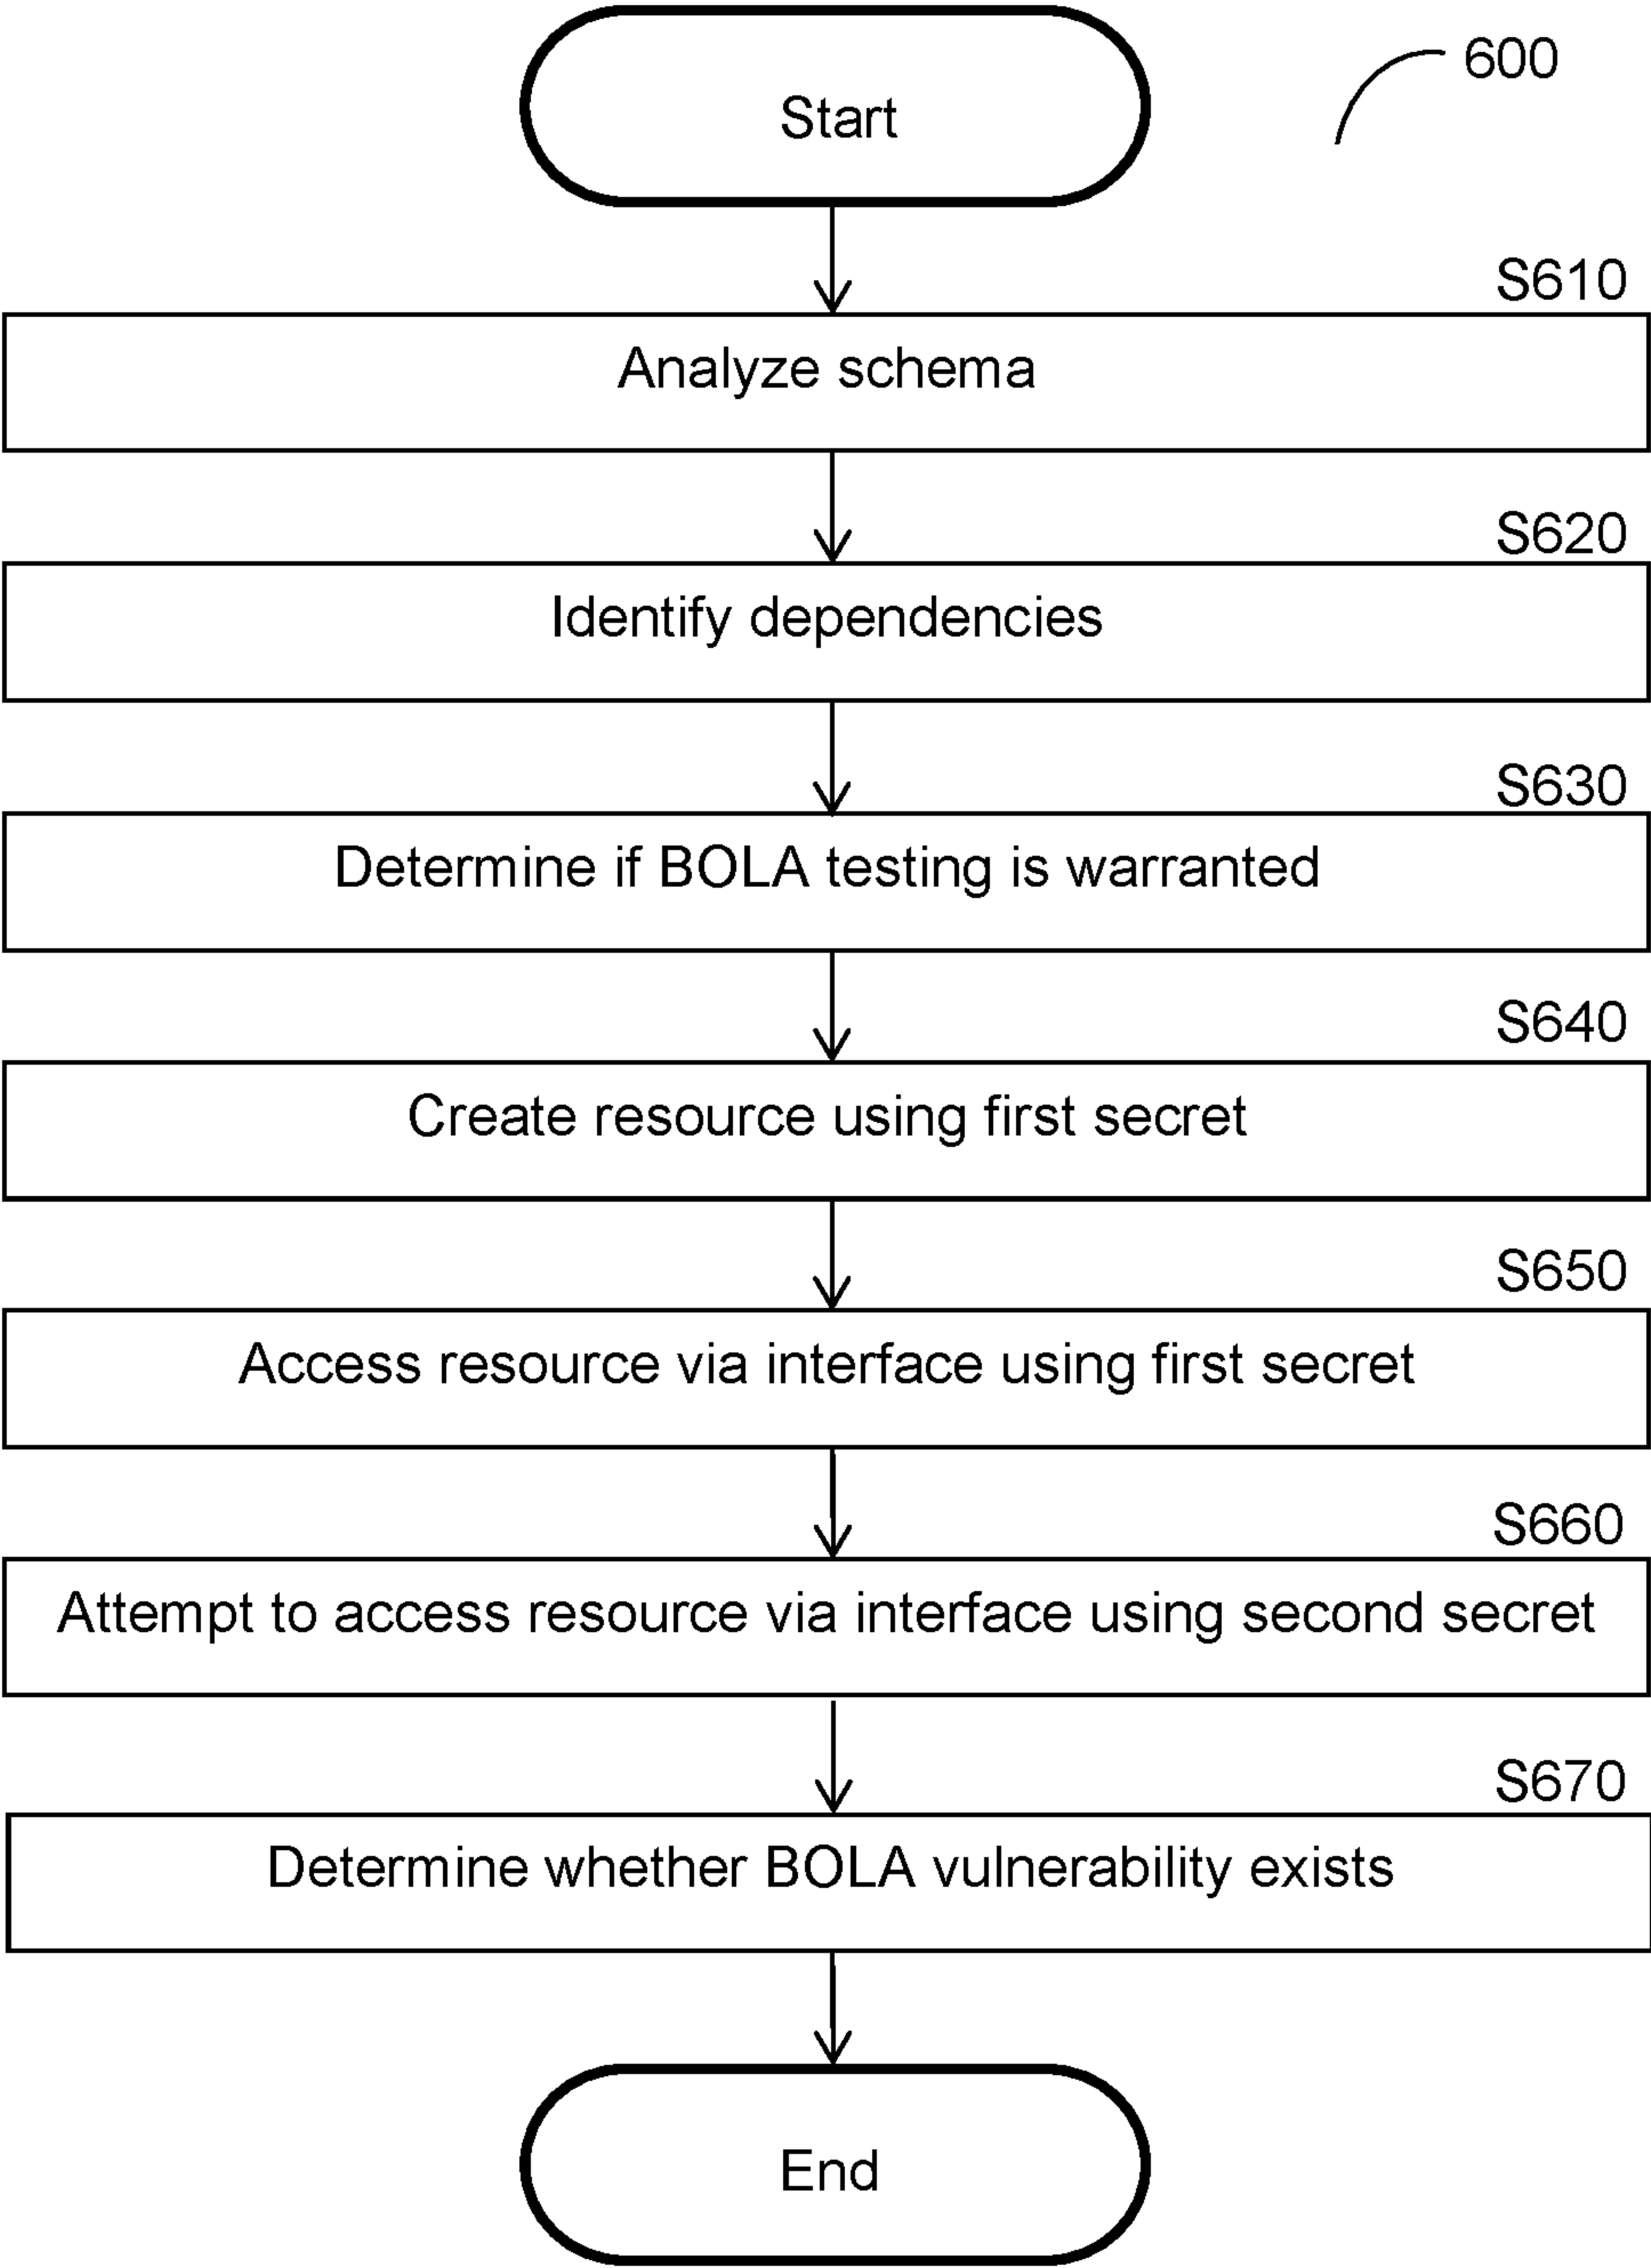 600
Start
S610
Analyze schema
S620
Identify dependencies
S630
Determine if BOLA testing is warranted
S640
Create resource using first secret
S650
Access resource via interface using first secret
S660
Attempt to access resource via interface using second secret
S670
Determine whether BOLA vulnerability exists
End